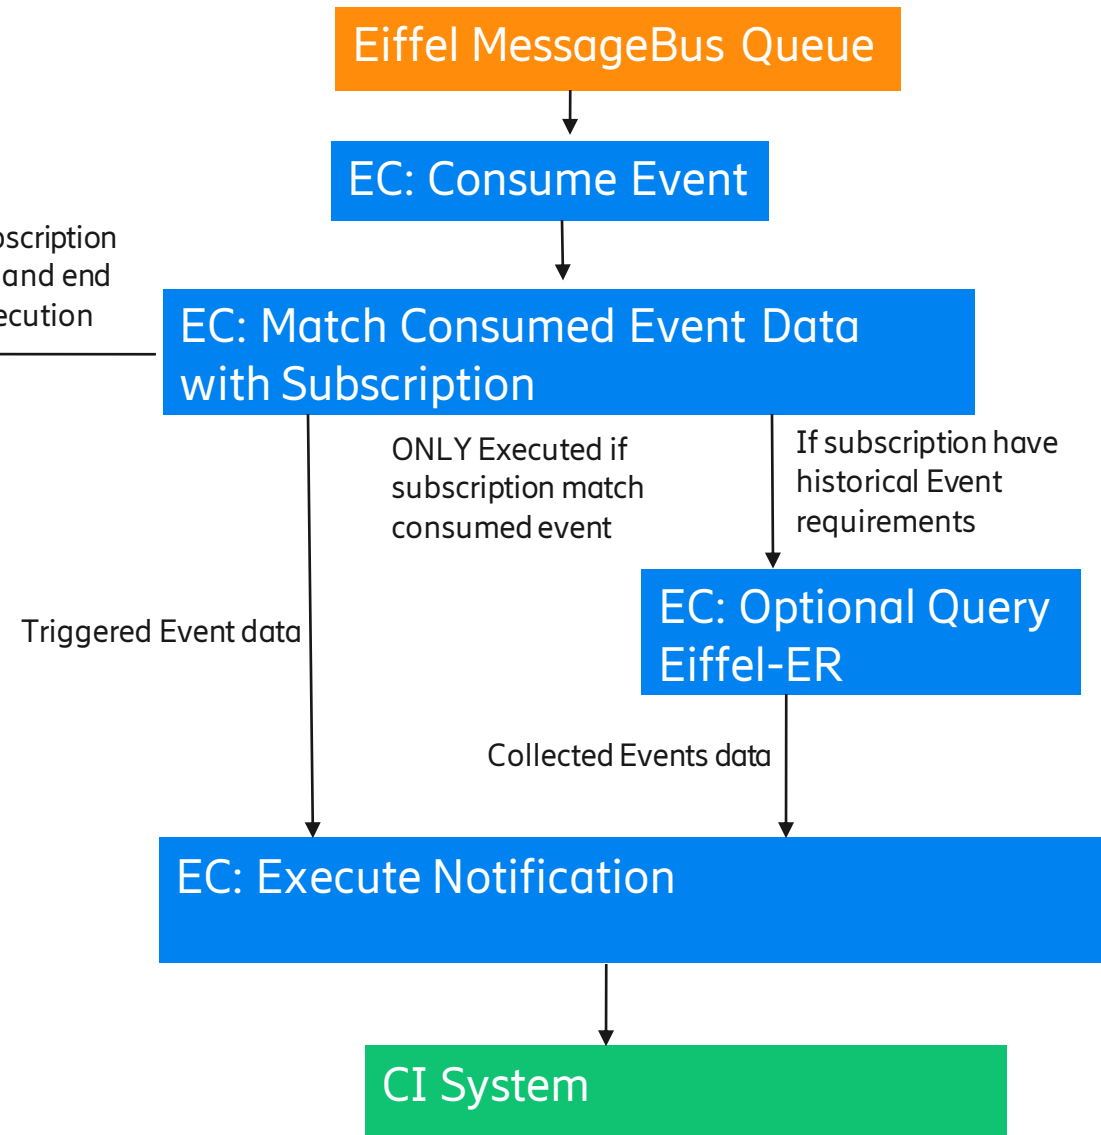 Eiffel MessageBus Queue
EC: Consume Event
and end
EC: Match Consumed Event Data
with Subscription
ONLY Executed if
subscription match
consumed event
If subscription have
historical Event
requirements
EC: Optional Query
Eiffel-ER
Triggered Event data
Collected Events data
EC: Execute Notification
CI System